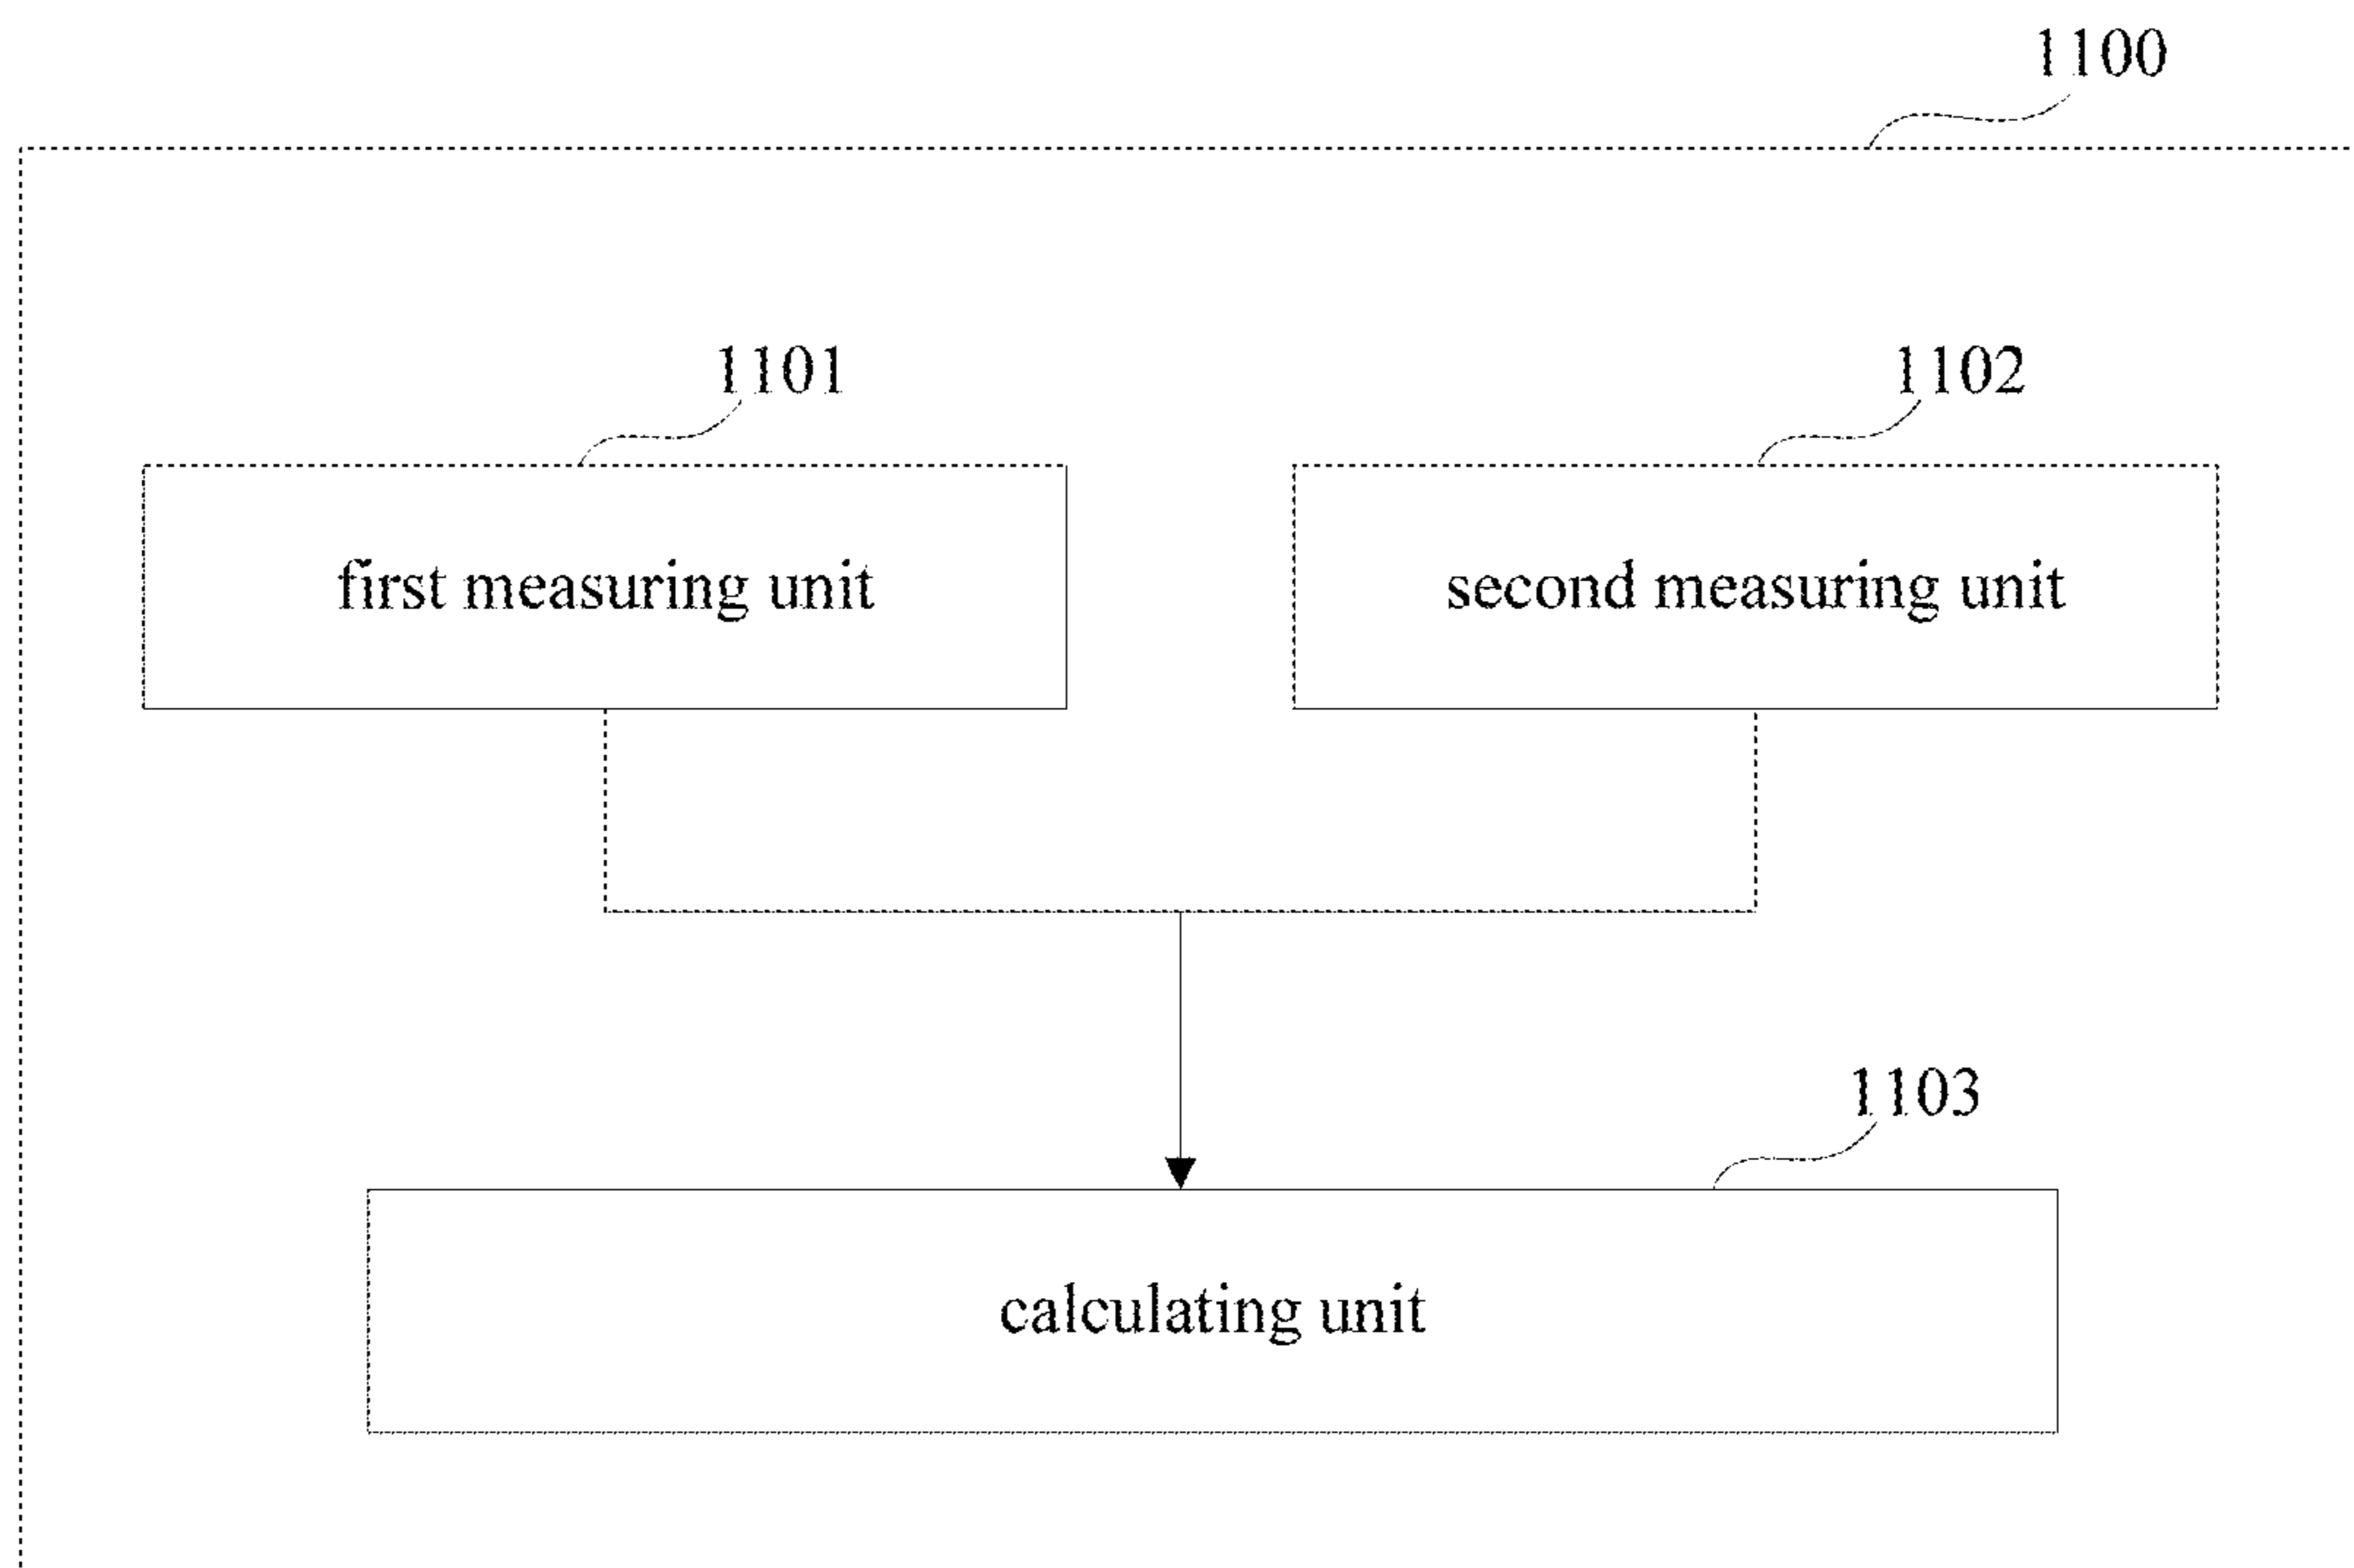 1100
1101
1102
first measuring unit
second measuring unit
1103
calculating unit